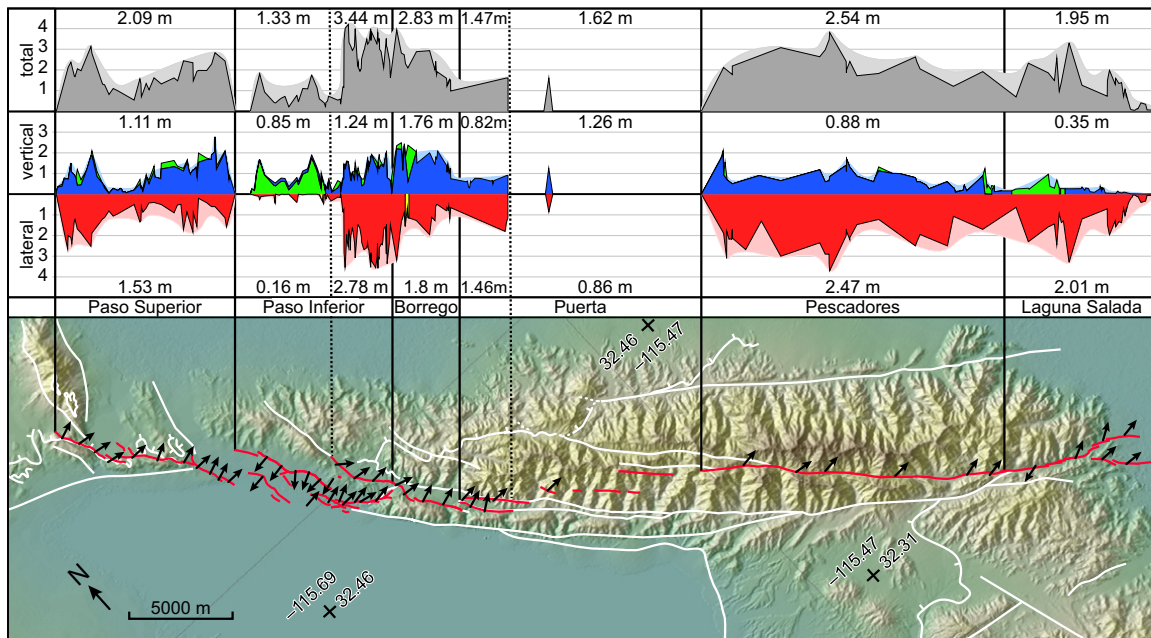 2.09 m 1.33 m 3.44 m 2.83 m 1.47m 1.62 m 2.54 m 1.95 m
total
4
3
2
1
1.11 m 0.85 m 1.24 m 1.76 m 0.82m 1.26 m 0.88 m 0.35 m
vertical
3
2
1
lateral
1
2
3
4
1.53 m 0.16 m 2.78 m 1.8 m 1.46m 0.86 m 2.47 m 2.01 m
Paso Superior Paso Inferior Borrego Puerta Pescadores Laguna Salada
32.46
−115.47
−115.47
32.31
−115.69
32.46
N
5000 m